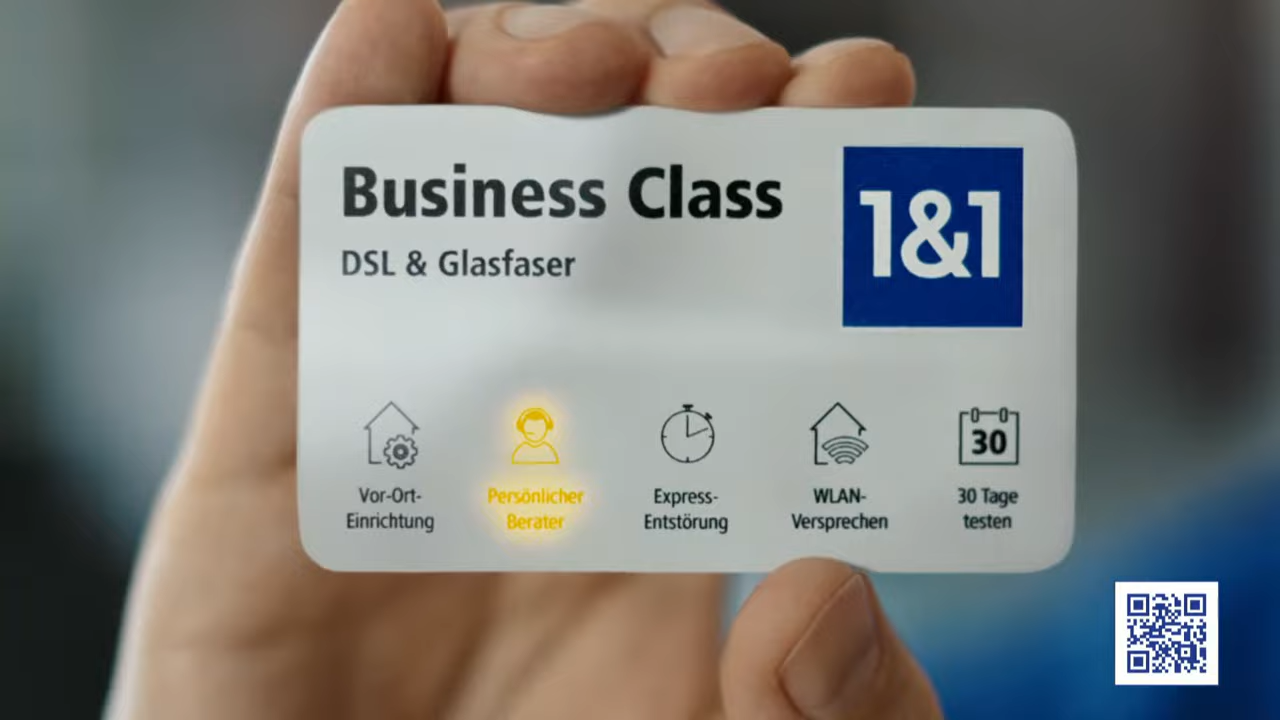 Business Class
DSL & Glasfaser
1&1
30
Vor-Ort-
Einrichtung
Persönlicher
Berater
Express-
Entstörung
WLAN-
Versprechen
30 Tage
testen